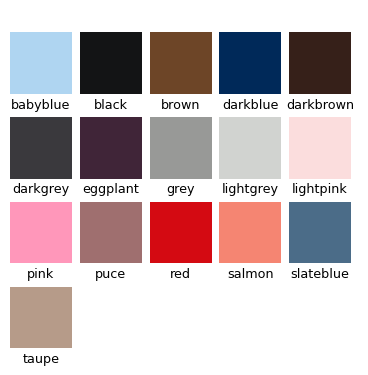 babyblue black brown darkblue darkbrown
darkgrey eggplant grey lightgrey lightpink
pink puce red salmon slateblue
taupe